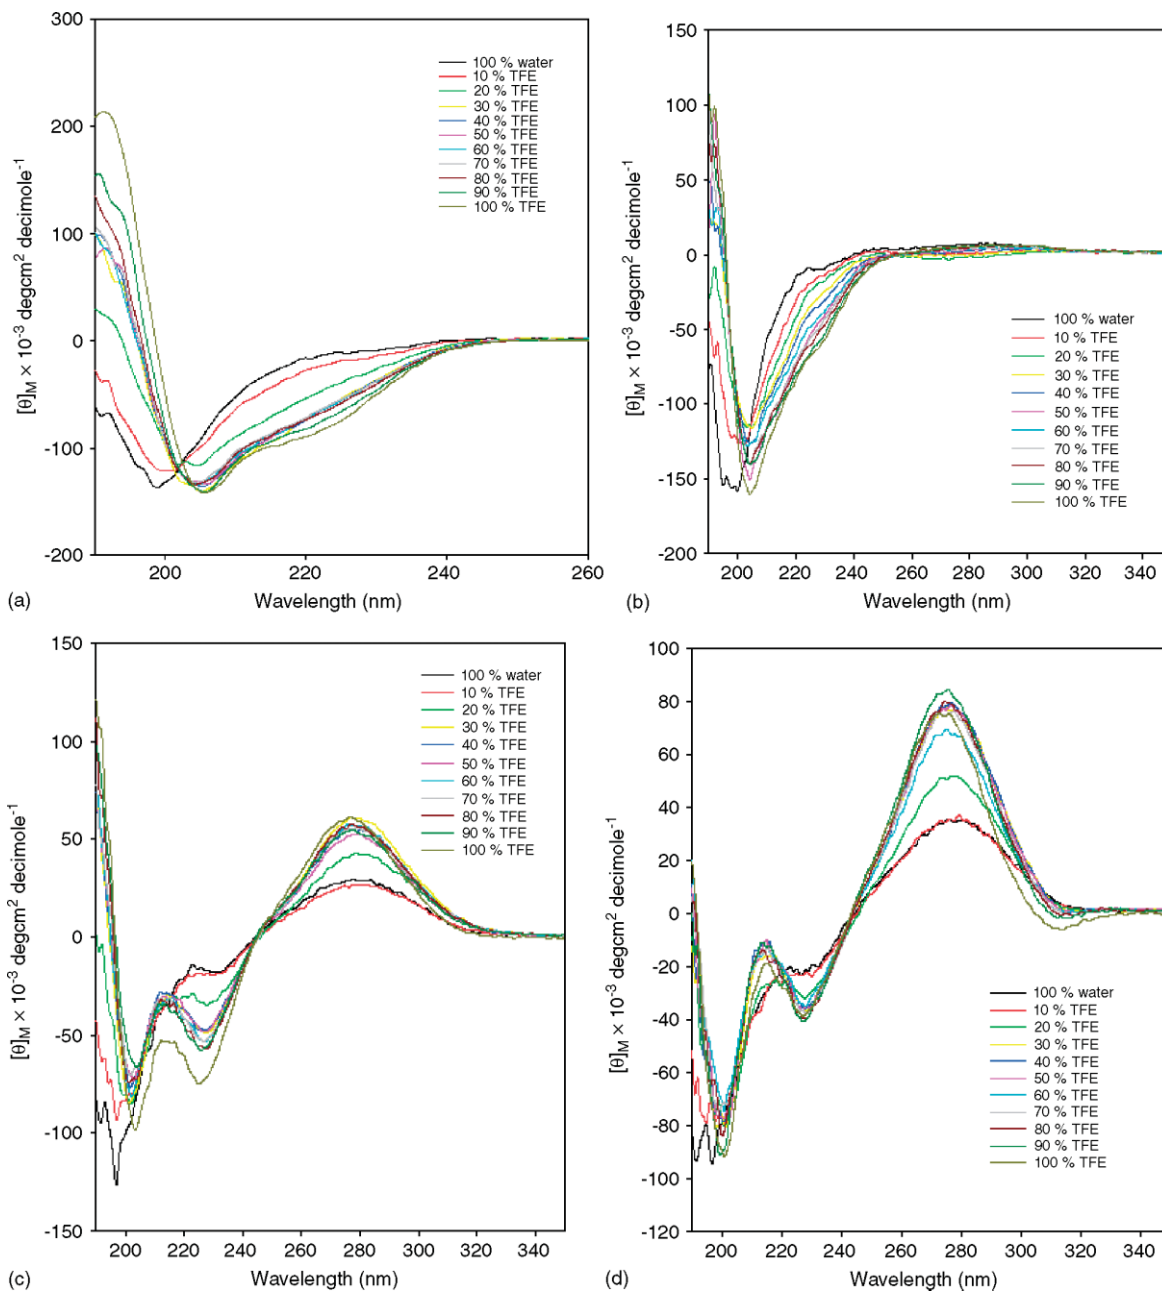 300
200
100
0
-100
-200
[θ]M × 10-3 degcm2 decimole-1
100 % water
10 % TFE
20 % TFE
30 % TFE
40 % TFE
50 % TFE
60 % TFE
70 % TFE
80 % TFE
90 % TFE
100 % TFE
200
220
240
260
Wavelength (nm)
(a)
150
100
50
0
-50
-100
-150
-200
[θ]M × 10-3 degcm2 decimole-1
100 % water
10 % TFE
20 % TFE
30 % TFE
40 % TFE
50 % TFE
60 % TFE
70 % TFE
80 % TFE
90 % TFE
100 % TFE
200
220
240
260
280
300
320
340
Wavelength (nm)
(b)
150
100
50
0
-50
-100
-150
[θ]M × 10-3 degcm2 decimole-1
100 % water
10 % TFE
20 % TFE
30 % TFE
40 % TFE
50 % TFE
60 % TFE
70 % TFE
80 % TFE
90 % TFE
100 % TFE
200
220
240
260
280
300
320
340
Wavelength (nm)
(c)
100
80
60
40
20
0
-20
-40
-60
-80
-100
-120
[θ]M × 10-3 degcm2 decimole-1
100 % water
10 % TFE
20 % TFE
30 % TFE
40 % TFE
50 % TFE
60 % TFE
70 % TFE
80 % TFE
90 % TFE
100 % TFE
200
220
240
260
280
300
320
340
Wavelength (nm)
(d)